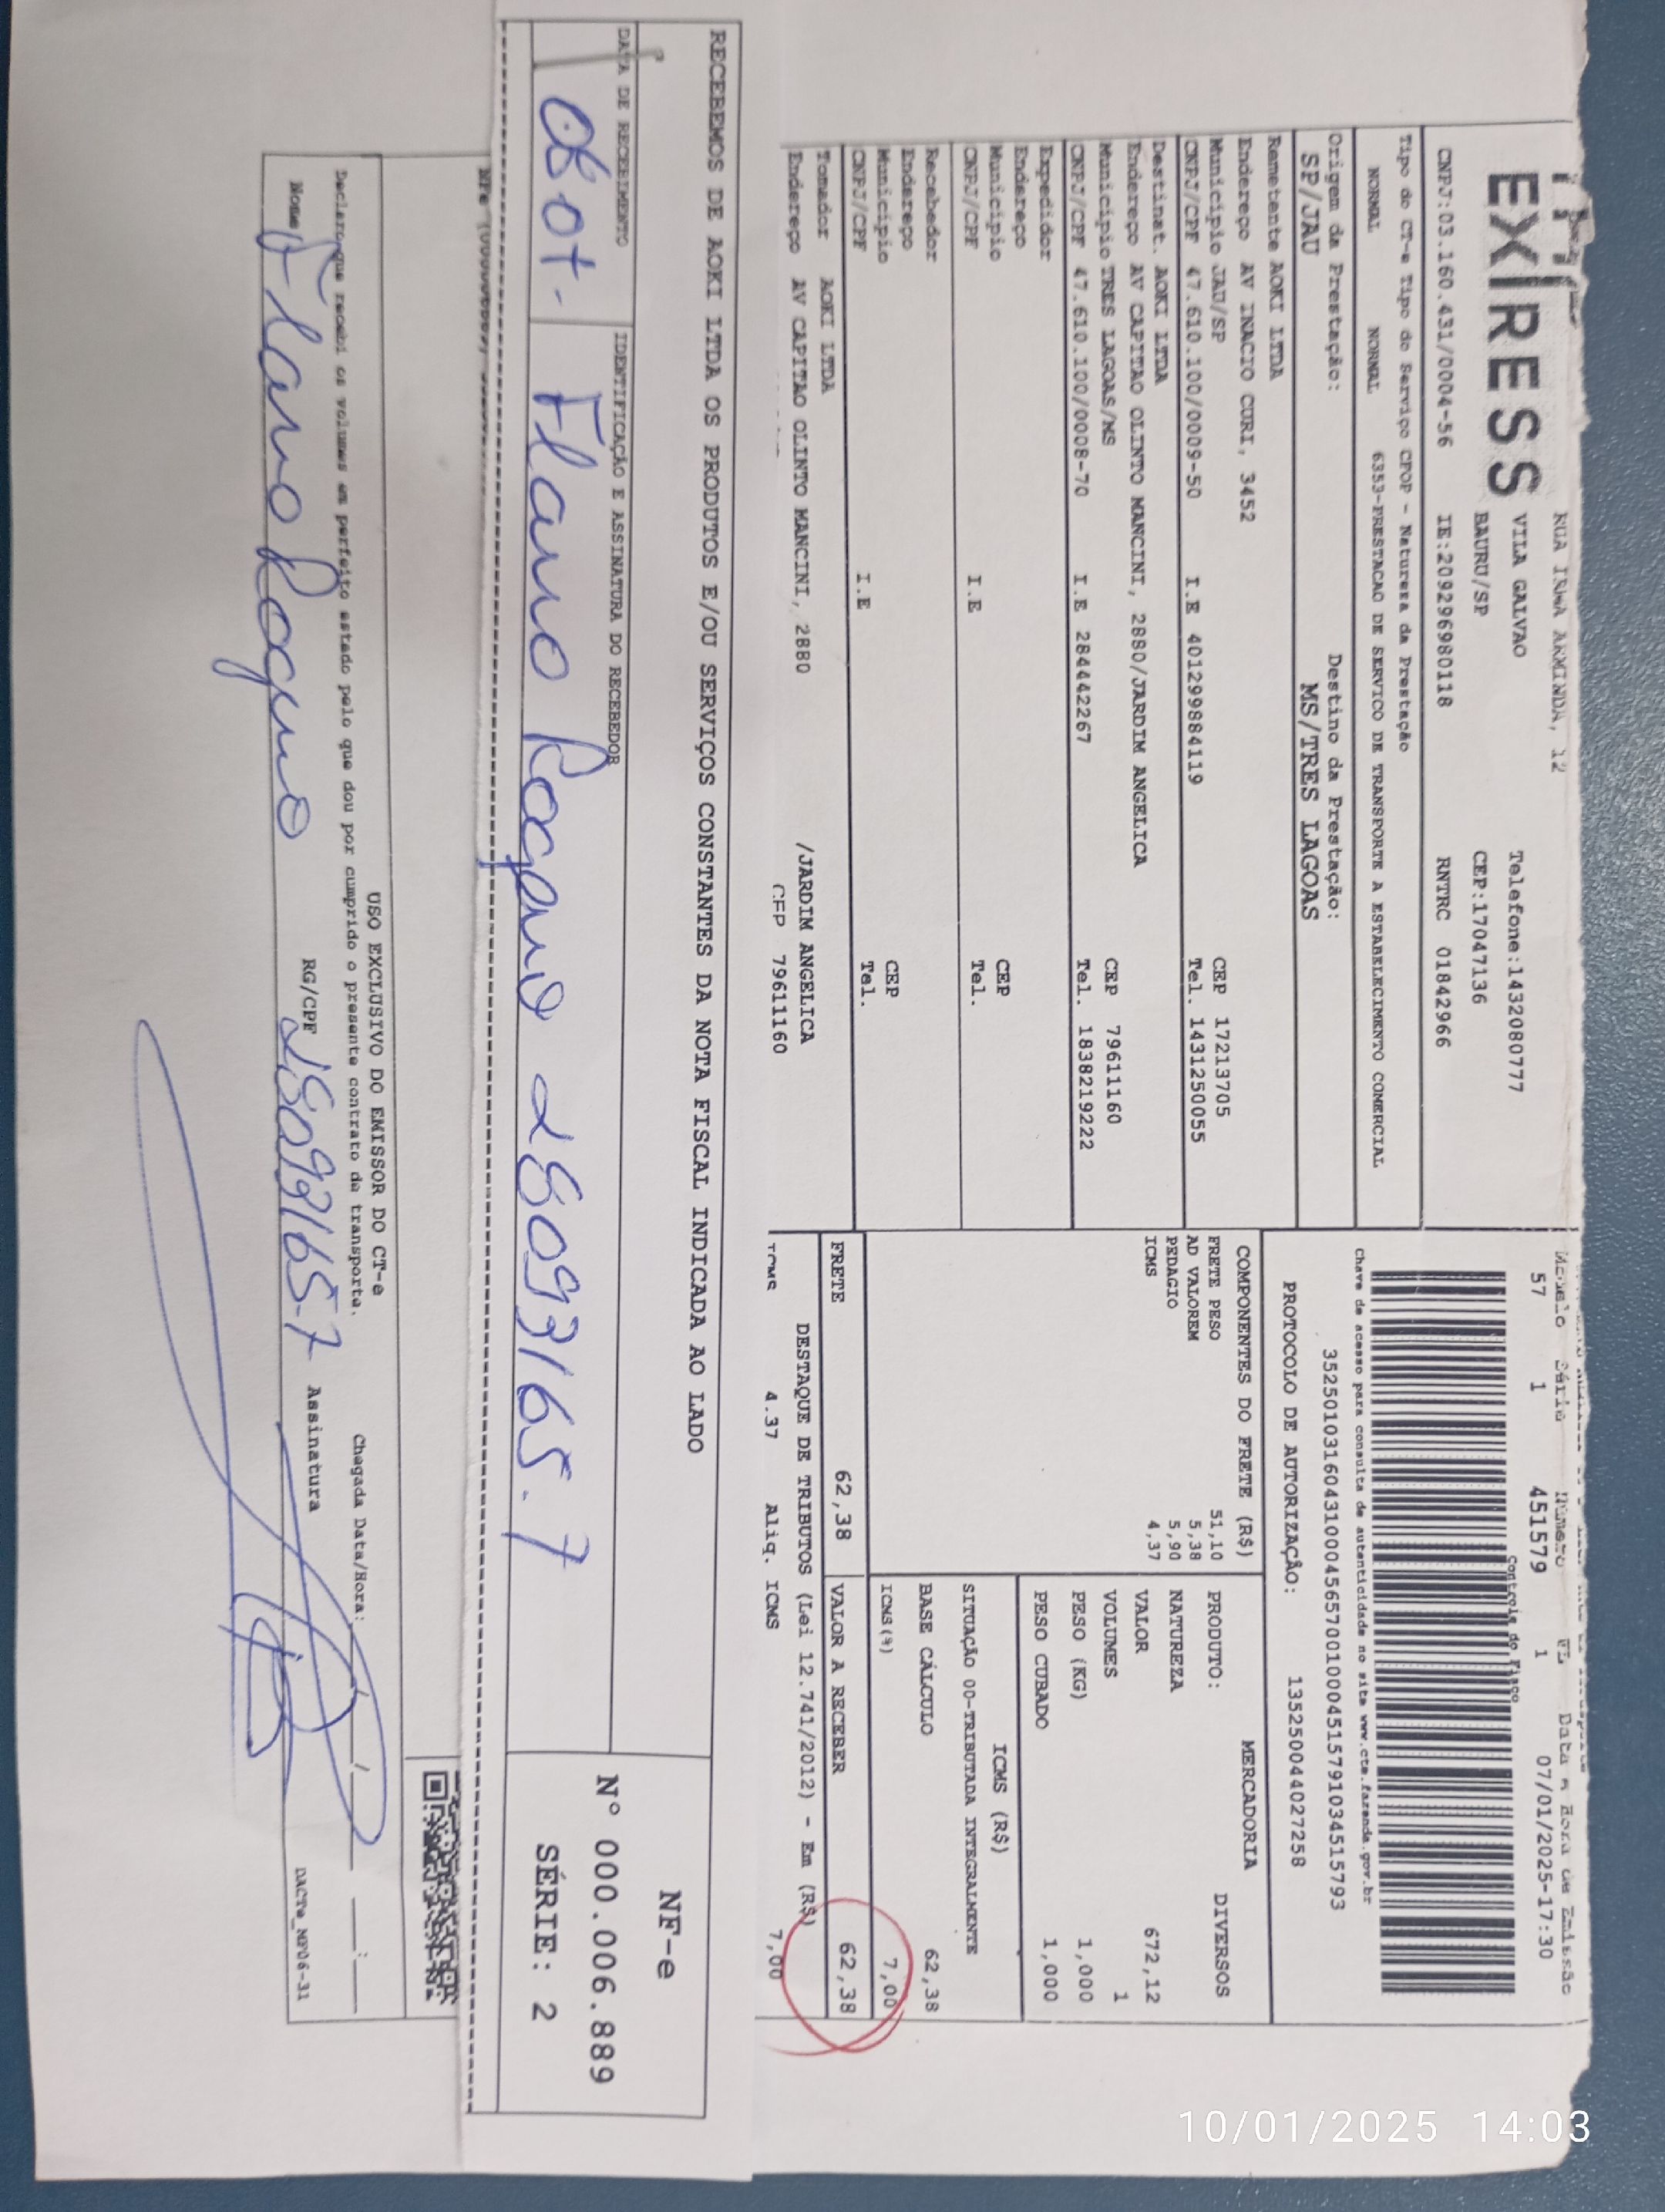 EXPRESS
RUA IRMA ARMINDA, 12
VILA GALVAO Telefone:1432080777
BAURU/SP CEP:17047136
CNPJ:03.160.431/0004-56 IE:209296980118 RNTRC 01842966
Tipo do CT-e Tipo do Serviço CFOP - Natureza da Prestação
NORMAL NORMAL 6353-PRESTACAO DE SERVICO DE TRANSPORTE A ESTABELECIMENTO COMERCIAL
Origem da Prestação: Destino da Prestação:
SP/JAU MS/TRES LAGOAS
Remetente AOKI LTDA
Endereço AV INACIO CURI, 3452
Município JAU/SP CEP 17213705
CNPJ/CPF 47.610.100/0009-50 I.E 401299884119 Tel. 1431250055
Destinat. AOKI LTDA
Endereço AV CAPITAO OLINTO MANCINI, 2880/JARDIM ANGELICA
Município TRES LAGOAS/MS CEP 79611160
CNPJ/CPF 47.610.100/0008-70 I.E 284442267 Tel. 1838219222
Expedidor
Endereço
Município CEP
CNPJ/CPF I.E Tel.
Recebedor
Endereço
Município CEP
CNPJ/CPF I.E Tel.
Tomador AOKI LTDA
Endereço AV CAPITAO OLINTO MANCINI, 2880 /JARDIM ANGELICA
CEP 79611160
Modelo Série Número FL Data e Hora de Emissão
57 1 451579 1 07/01/2025-17:30
Controle do Fisco
Chave de acesso para consulta de autenticidade no site www.cte.fazenda.gov.br
35250103160431000456570010004515791034515793
PROTOCOLO DE AUTORIZAÇÃO: 135250044027258
COMPONENTES DO FRETE (R$)
FRETE PESO 51,10
AD VALOREM 5,38
PEDAGIO 5,90
ICMS 4,37
MERCADORIA
PRODUTO: DIVERSOS
NATUREZA
VALOR 672,12
VOLUMES 1
PESO (KG) 1,000
PESO CUBADO 1,000
ICMS (R$)
SITUAÇÃO 00-TRIBUTADA INTEGRALMENTE
BASE CÁLCULO 62,38
ICMS(%) 7,00
FRETE 62,38 VALOR A RECEBER 62,38
DESTAQUE DE TRIBUTOS (Lei 12.741/2012) - Em (R$)
ICMS 4.37 Aliq. ICMS 7,00
RECEBEMOS DE AOKI LTDA OS PRODUTOS E/OU SERVIÇOS CONSTANTES DA NOTA FISCAL INDICADA AO LADO
DATA DE RECEBIMENTO IDENTIFICAÇÃO E ASSINATURA DO RECEBEDOR
NF-e
N° 000.006.889
SÉRIE: 2
USO EXCLUSIVO DO EMISSOR DO CT-e
Declaro que recebi os volumes em perfeito estado pelo que dou por cumprido o presente contrato de transporte. Chegada Data/Hora: / / :
Nome RG/CPF Assinatura
DACTe_NF06-31
10/01/2025 14:03